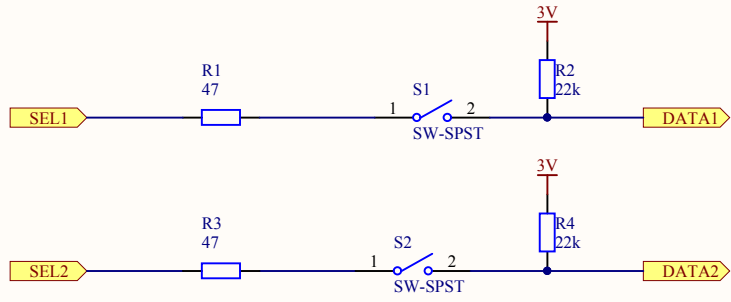 3V
R1
47
R2
22k
S1
SEL1
1
2
DATA1
SW-SPST
3V
R3
47
R4
22k
S2
SEL2
1
2
DATA2
SW-SPST